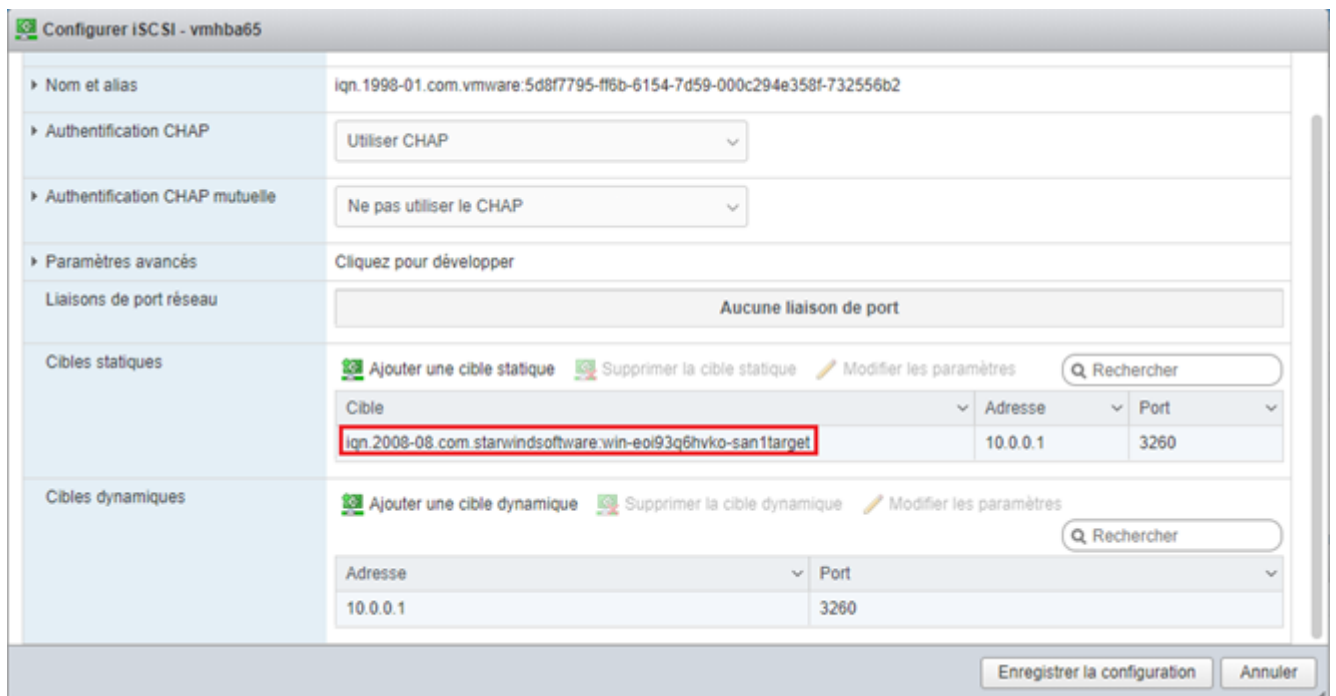 Configurer iSCSI - vmhba65
Nom et alias
iqn.1998-01.com.vmware:5d8f7795-ff6b-6154-7d59-000c294e358f-732556b2
Authentification CHAP
Utiliser CHAP
Authentification CHAP mutuelle
Ne pas utiliser le CHAP
Paramètres avancés
Cliquez pour développer
Liaisons de port réseau
Aucune liaison de port
Cibles statiques
Ajouter une cible statique Supprimer la cible statique Modifier les paramètres Rechercher
Cible Adresse Port
iqn.2008-08.com.starwindsoftware:win-eoi93q6hvko-san1target 10.0.0.1 3260
Cibles dynamiques
Ajouter une cible dynamique Supprimer la cible dynamique Modifier les paramètres
Rechercher
Adresse Port
10.0.0.1 3260
Enregistrer la configuration Annuler